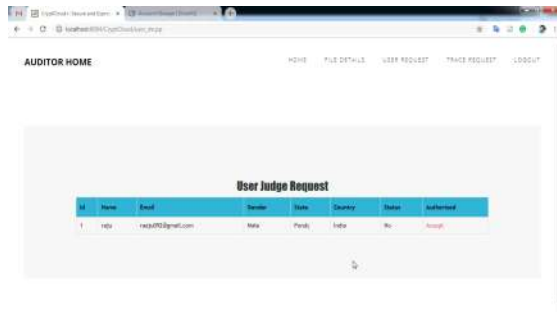 localhost
AUDITOR HOME
HOME FILE DETAILS USER REQUEST TRACE REQUEST LOGOUT
User Judge Request
Id Name Email Gender State Country Status Authorized
1 raju Male India No Accept